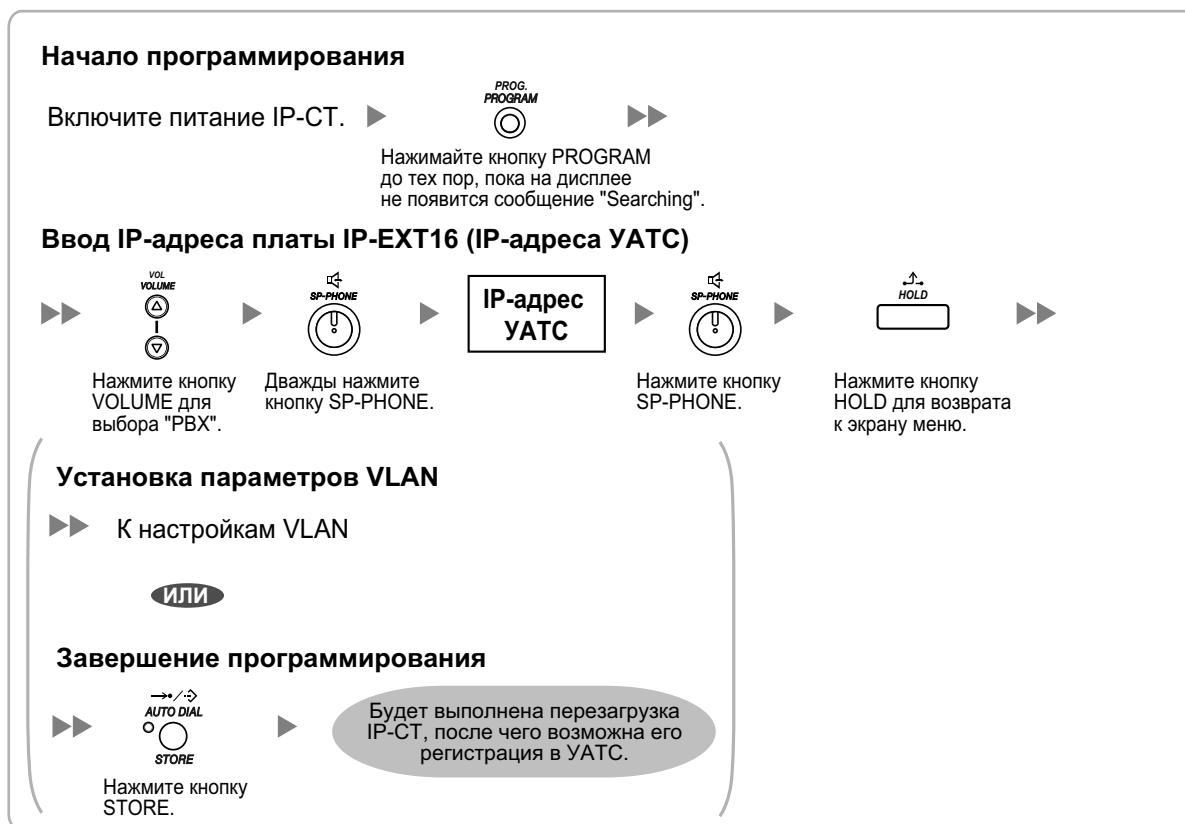 Начало программирования
PROG.
PROGRAM
Включите питание IP-СТ.
Нажимайте кнопку PROGRAM
до тех пор, пока на дисплее
не появится сообщение "Searching".
Ввод IP-адреса платы IP-EXT16 (IP-адреса УАТС)
VOL
VOLUME
SP-PHONE
IP-адрес
УАТС
SP-PHONE
HOLD
Нажмите кнопку
VOLUME для
выбора "PBX".
Дважды нажмите
кнопку SP-PHONE.
Нажмите кнопку
SP-PHONE.
Нажмите кнопку
HOLD для возврата
к экрану меню.
Установка параметров VLAN
К настройкам VLAN
ИЛИ
Завершение программирования
AUTO DIAL
STORE
Нажмите кнопку
STORE.
Будет выполнена перезагрузка
IP-СТ, после чего возможна его
регистрация в УАТС.